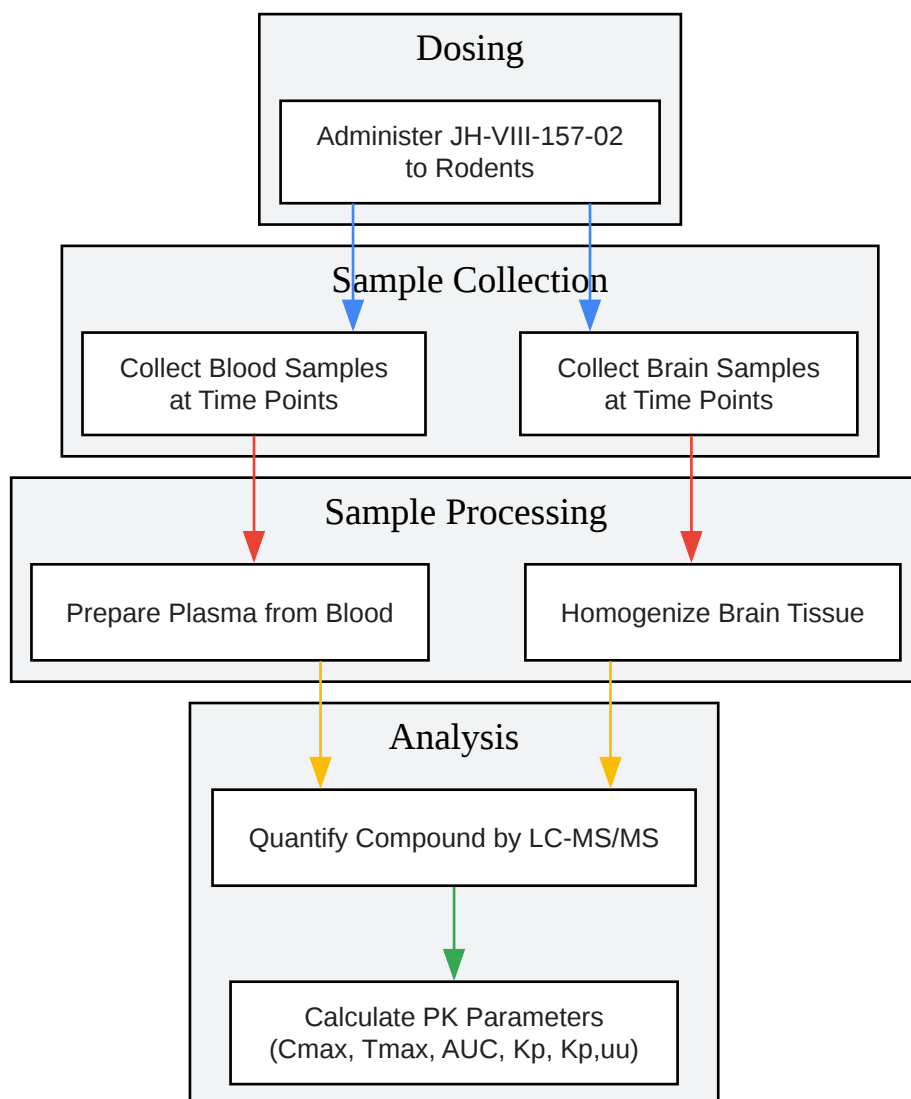 Dosing
Administer JH-VIII-157-02
to Rodents
Sample Collection
Collect Blood Samples
at Time Points
Collect Brain Samples
at Time Points
Sample Processing
Prepare Plasma from Blood
Homogenize Brain Tissue
Analysis
Quantify Compound by LC-MS/MS
Calculate PK Parameters
(Cmax, Tmax, AUC, Kp, Kp,uu)